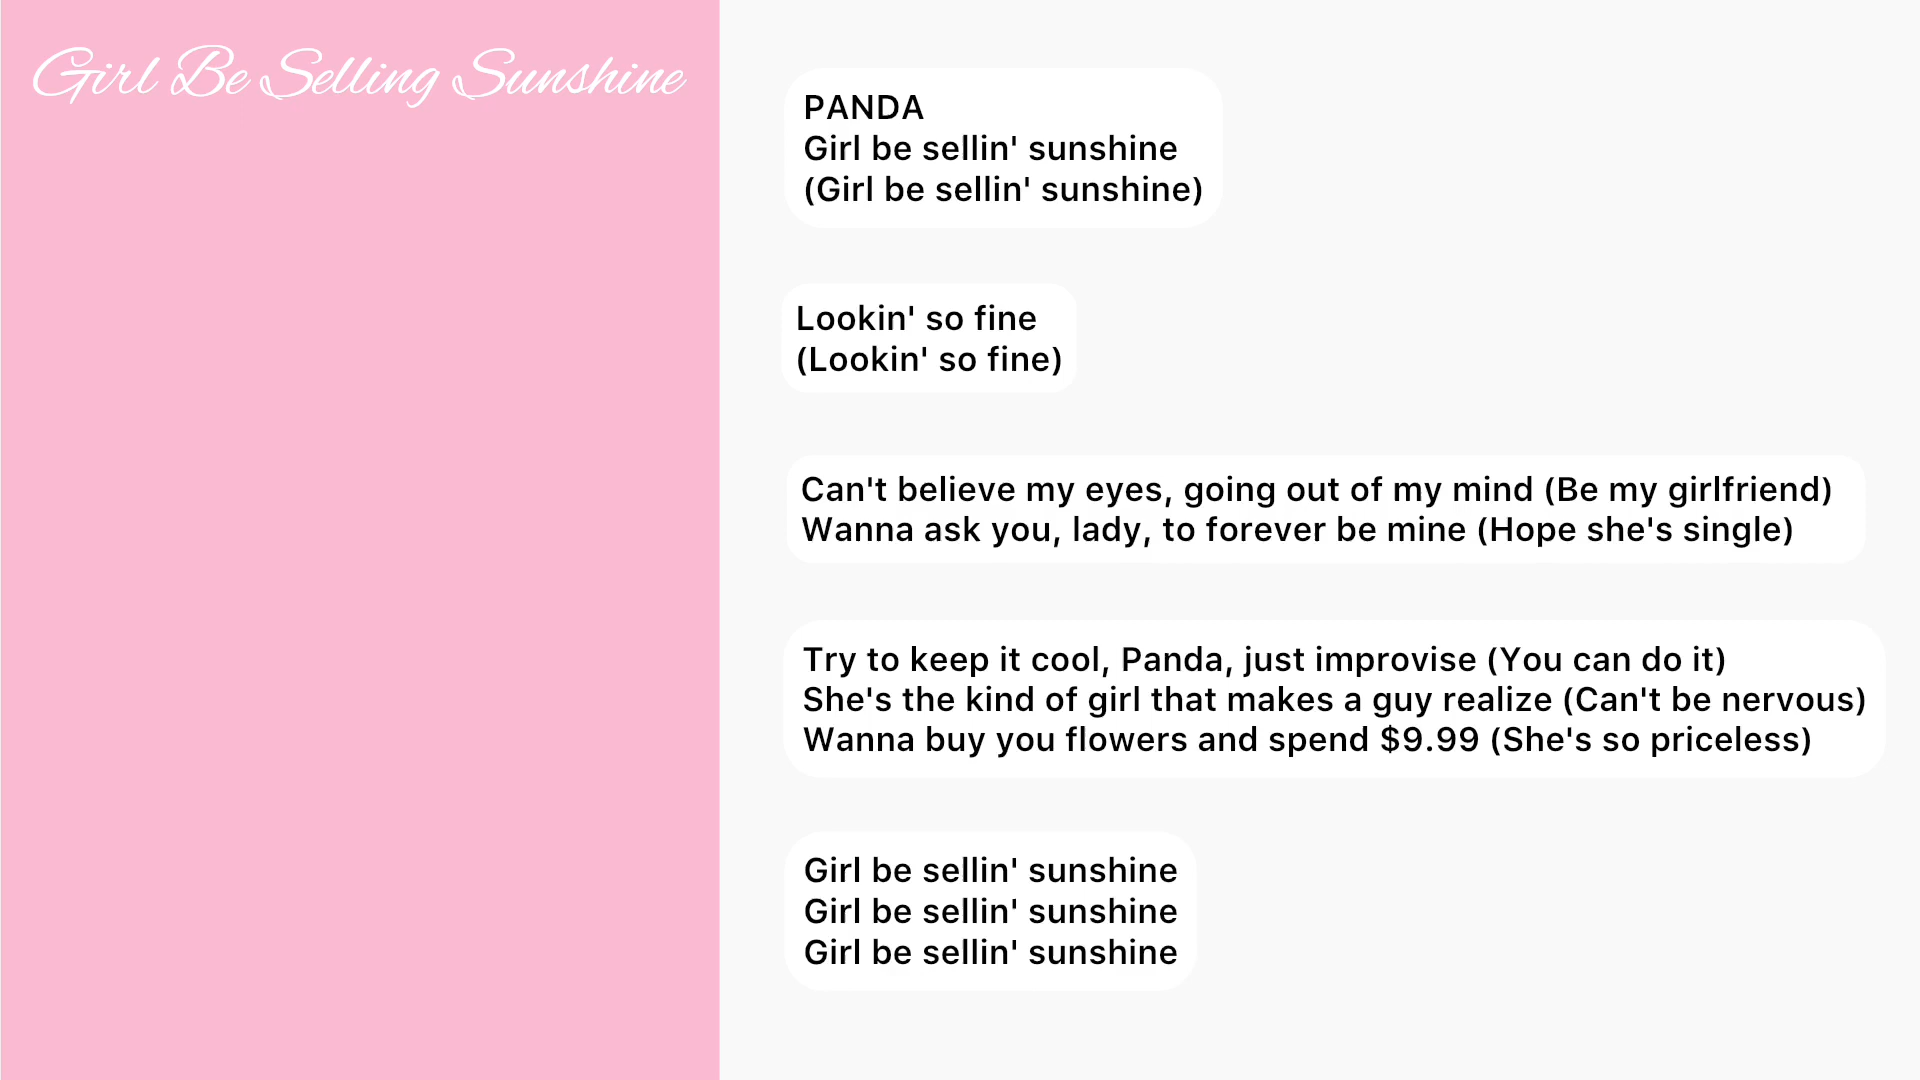 Girl Be Selling Sunshine
PANDA
Girl be sellin' sunshine
(Girl be sellin' sunshine)
Lookin' so fine
(Lookin' so fine)
Can't believe my eyes, going out of my mind (Be my girlfriend)
Wanna ask you, lady, to forever be mine (Hope she's single)
Try to keep it cool, Panda, just improvise (You can do it)
She's the kind of girl that makes a guy realize (Can't be nervous)
Wanna buy you flowers and spend $9.99 (She's so priceless)
Girl be sellin' sunshine
Girl be sellin' sunshine
Girl be sellin' sunshine